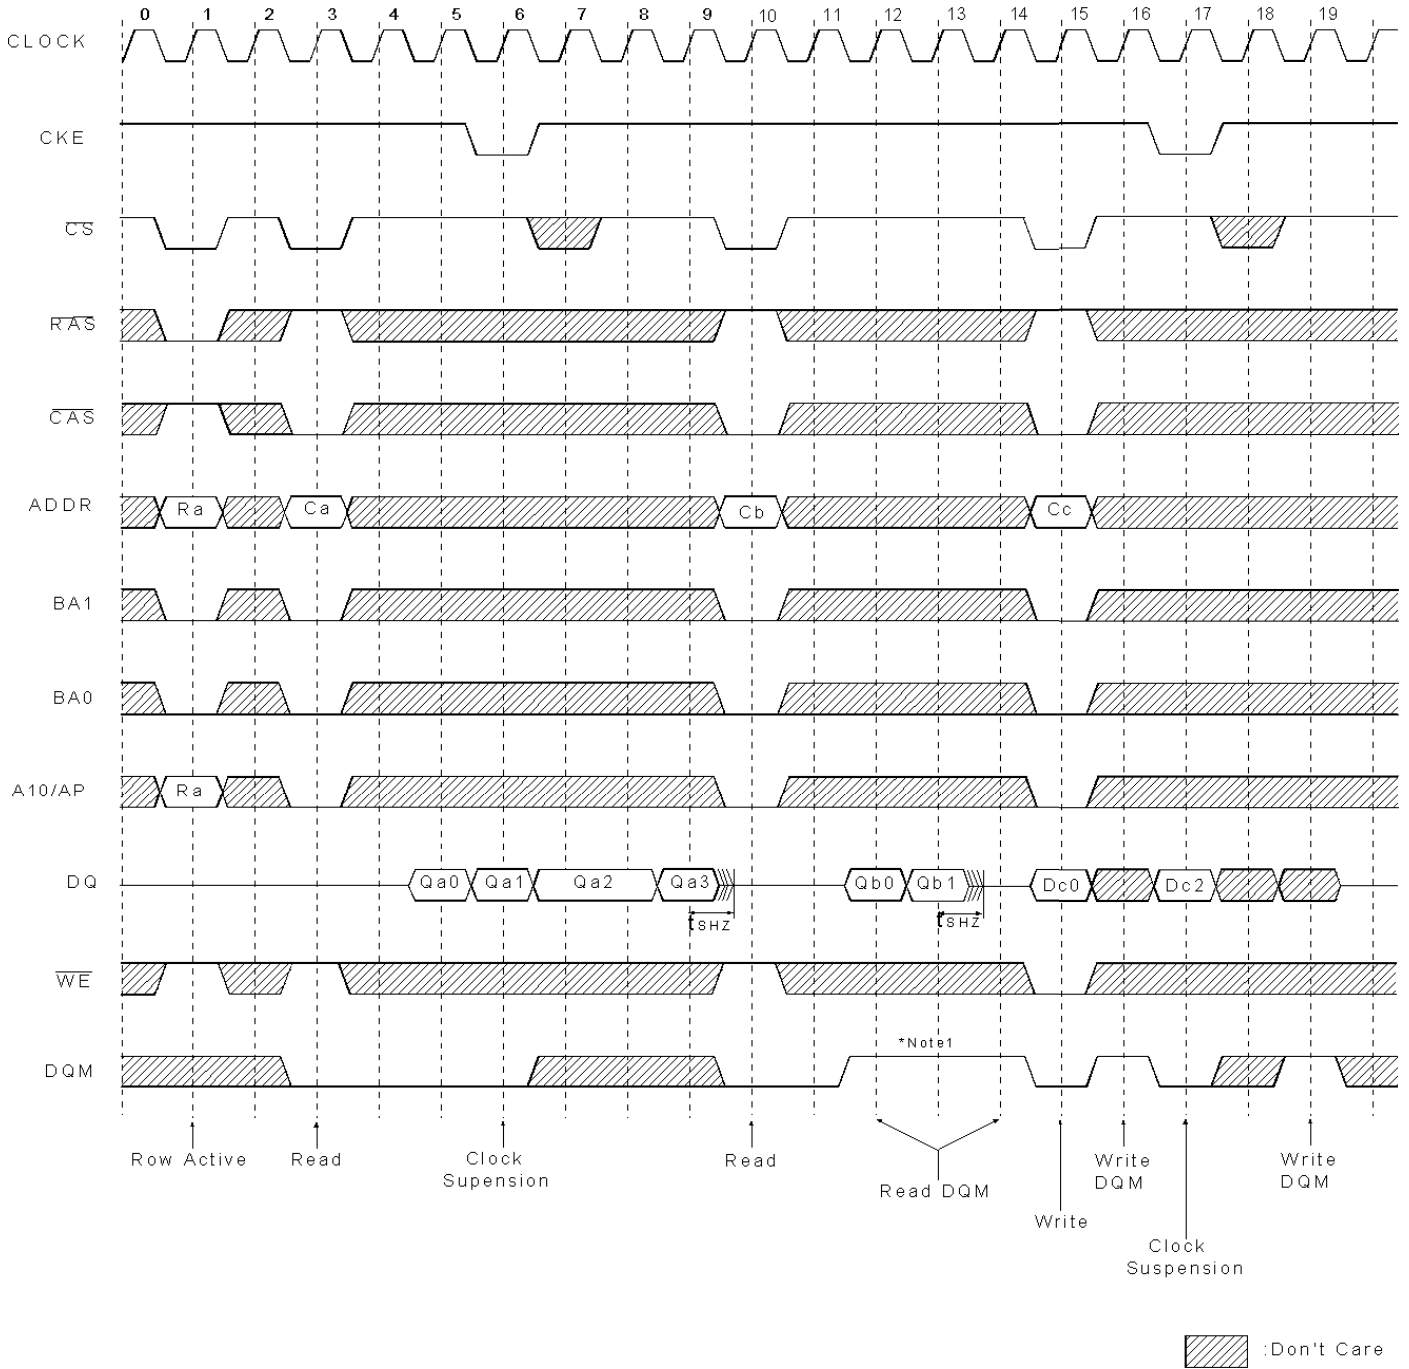 0 1 2 3 4 5 6 7 8 9 10 11 12 13 14 15 16 17 18 19
CLOCK
CKE
CS
RAS
CAS
ADDR Ra Ca Cb Cc
BA1
BA0
A10/AP Ra
DQ Qa0 Qa1 Qa2 Qa3 Qb0 Qb1 Dc0 Dc2
tSHZ tSHZ
WE
*Note1
DQM
Row Active Read Clock Read Write Write
Supension DQM DQM
Read DQM
Write
Clock
Suspension
:Don't Care